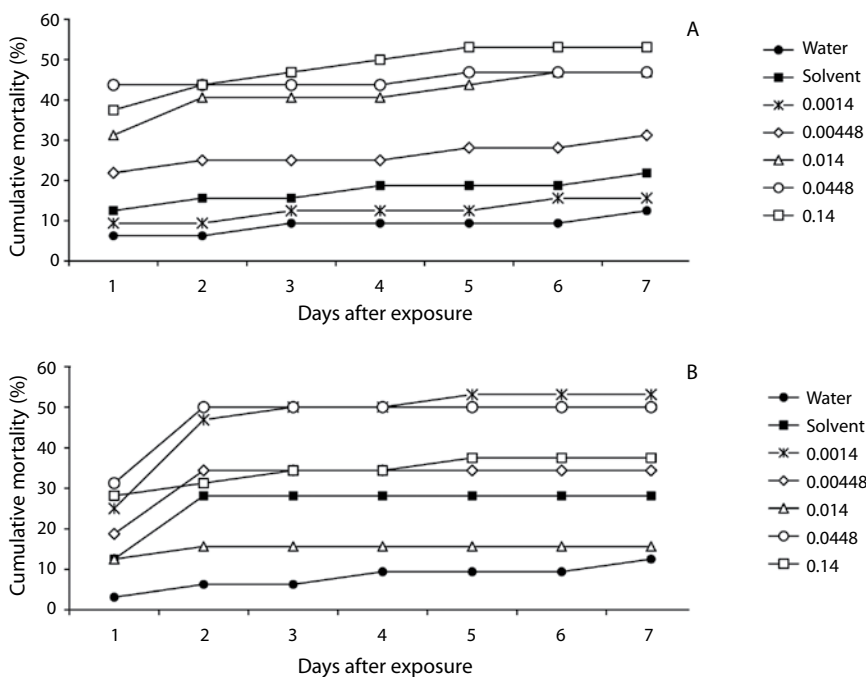 A
Cumulative mortality (%)
60
50
40
30
20
10
0
1 2 3 4 5 6 7
Days after exposure
Water
Solvent
0.0014
0.00448
0.014
0.0448
0.14
B
Cumulative mortality (%)
60
50
40
30
20
10
0
1 2 3 4 5 6 7
Days after exposure
Water
Solvent
0.0014
0.00448
0.014
0.0448
0.14